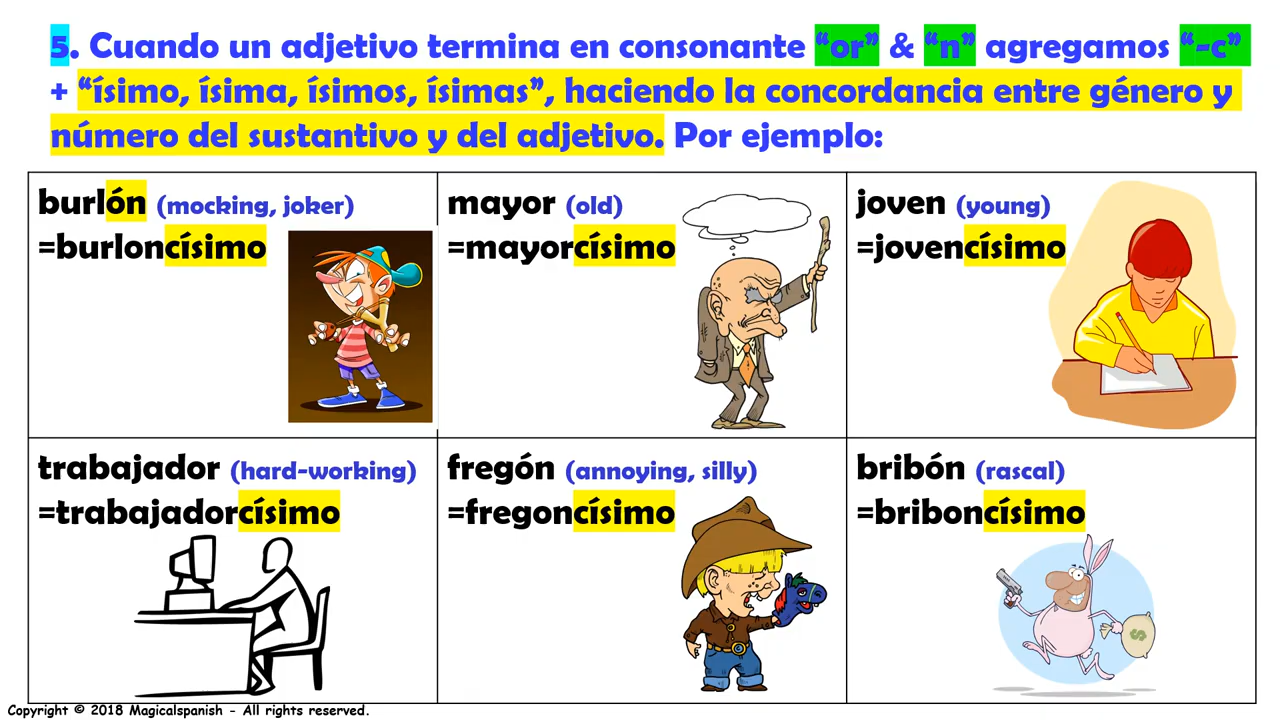 5. Cuando un adjetivo termina en consonante “or” & “n” agregamos “-c”
+ “ísimo, ísima, ísimos, ísimas”, haciendo la concordancia entre género y
número del sustantivo y del adjetivo. Por ejemplo:
burlón (mocking, joker)
=burloncísimo
mayor (old)
=mayorcísimo
joven (young)
=jovencísimo
trabajador (hard-working)
=trabajadorcísimo
fregón (annoying, silly)
=fregoncísimo
bribón (rascal)
=briboncísimo
$
Copyright © 2018 Magicalspanish - All rights reserved.